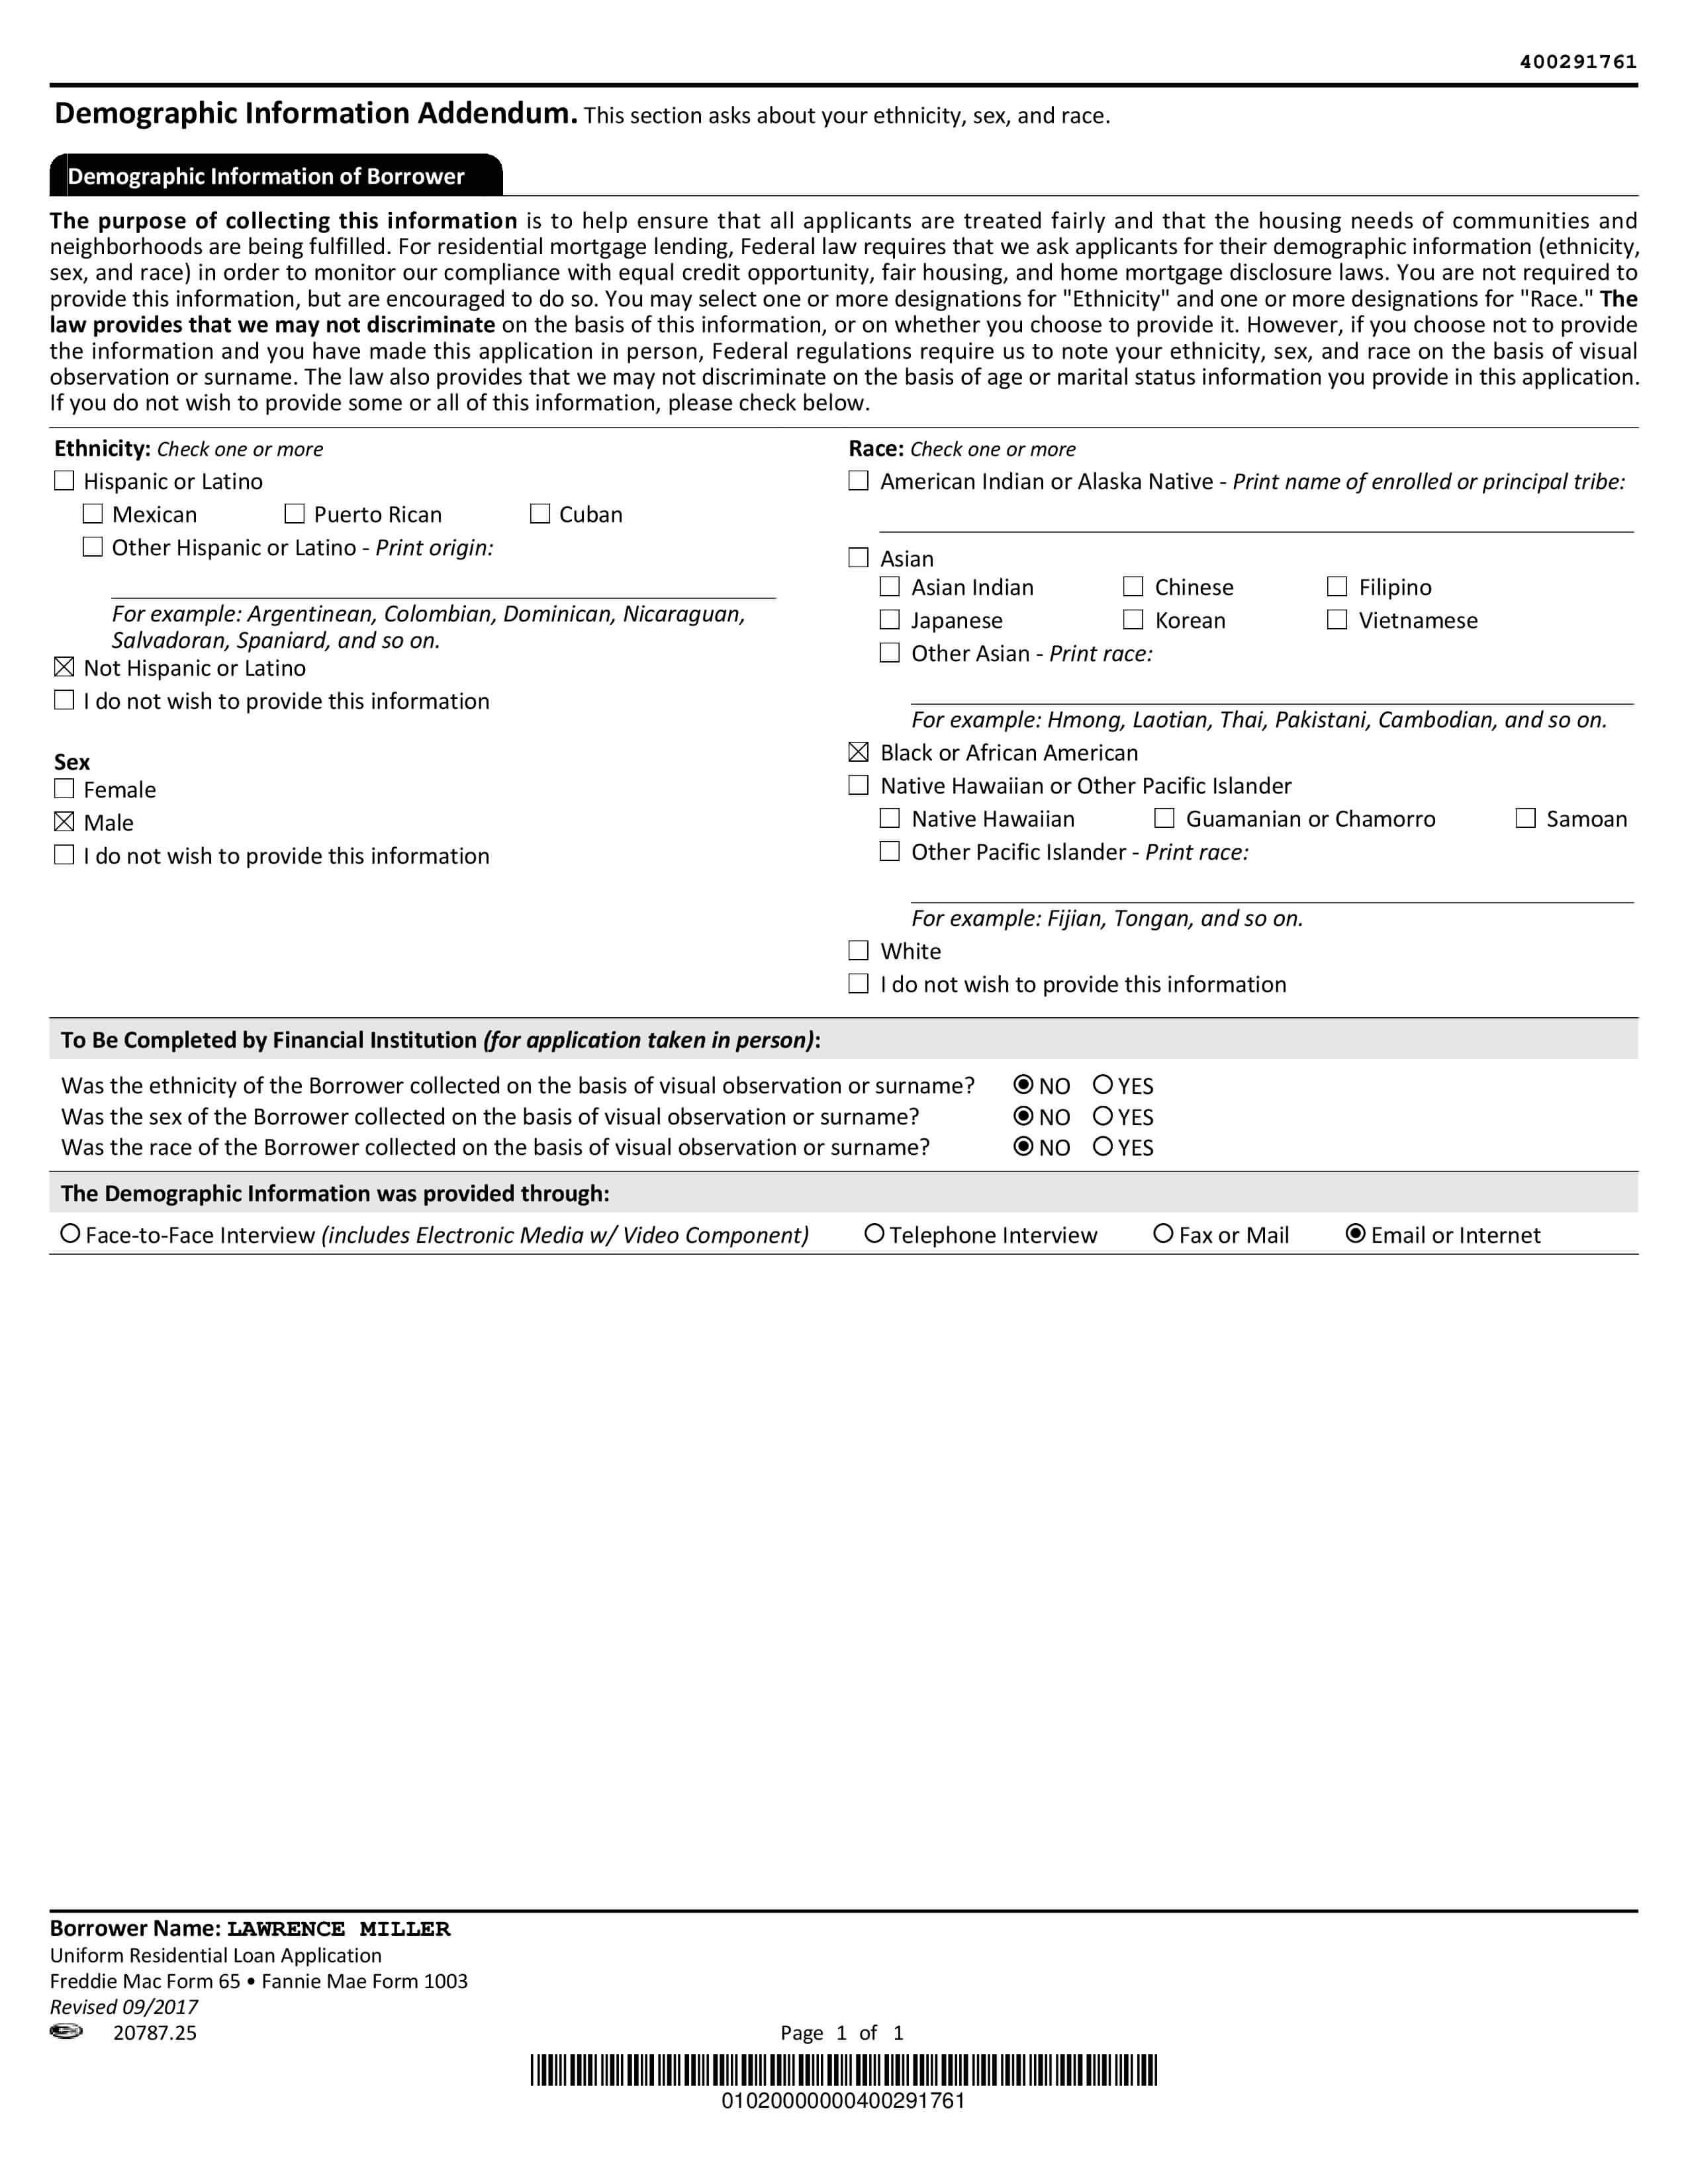 400291761
Demographic Information Addendum. This section asks about your ethnicity, sex, and race.
Demographic Information of Borrower
The purpose of collecting this information is to help ensure that all applicants are treated fairly and that the housing needs of communities and
neighborhoods are being fulfilled. For residential mortgage lending, Federal law requires that we ask applicants for their demographic information (ethnicity,
sex, and race) in order to monitor our compliance with equal credit opportunity, fair housing, and home mortgage disclosure laws. You are not required to
provide this information, but are encouraged to do so. You may select one or more designations for "Ethnicity" and one or more designations for "Race." The
law provides that we may not discriminate on the basis of this information, or on whether you choose to provide it. However, if you choose not to provide
the information and you have made this application in person, Federal regulations require us to note your ethnicity, sex, and race on the basis of visual
observation or surname. The law also provides that we may not discriminate on the basis of age or marital status information you provide in this application.
If you do not wish to provide some or all of this information, please check below.
Ethnicity: Check one or more
Hispanic or Latino
Mexican Puerto Rican Cuban
Other Hispanic or Latino - Print origin:
For example: Argentinean, Colombian, Dominican, Nicaraguan,
Salvadoran, Spaniard, and so on.
Not Hispanic or Latino
I do not wish to provide this information
Sex
Female
Male
I do not wish to provide this information
Race: Check one or more
American Indian or Alaska Native - Print name of enrolled or principal tribe:
Asian
Asian Indian Chinese Filipino
Japanese Korean Vietnamese
Other Asian - Print race:
For example: Hmong, Laotian, Thai, Pakistani, Cambodian, and so on.
Black or African American
Native Hawaiian or Other Pacific Islander
Native Hawaiian Guamanian or Chamorro Samoan
Other Pacific Islander - Print race:
For example: Fijian, Tongan, and so on.
White
I do not wish to provide this information
To Be Completed by Financial Institution (for application taken in person):
Was the ethnicity of the Borrower collected on the basis of visual observation or surname? NO YES
Was the sex of the Borrower collected on the basis of visual observation or surname? NO YES
Was the race of the Borrower collected on the basis of visual observation or surname? NO YES
The Demographic Information was provided through:
Face-to-Face Interview (includes Electronic Media w/ Video Component) Telephone Interview Fax or Mail Email or Internet
Borrower Name: LAWRENCE MILLER
Uniform Residential Loan Application
Freddie Mac Form 65 • Fannie Mae Form 1003
Revised 09/2017
20787.25 Page 1 of 1
01020000000400291761